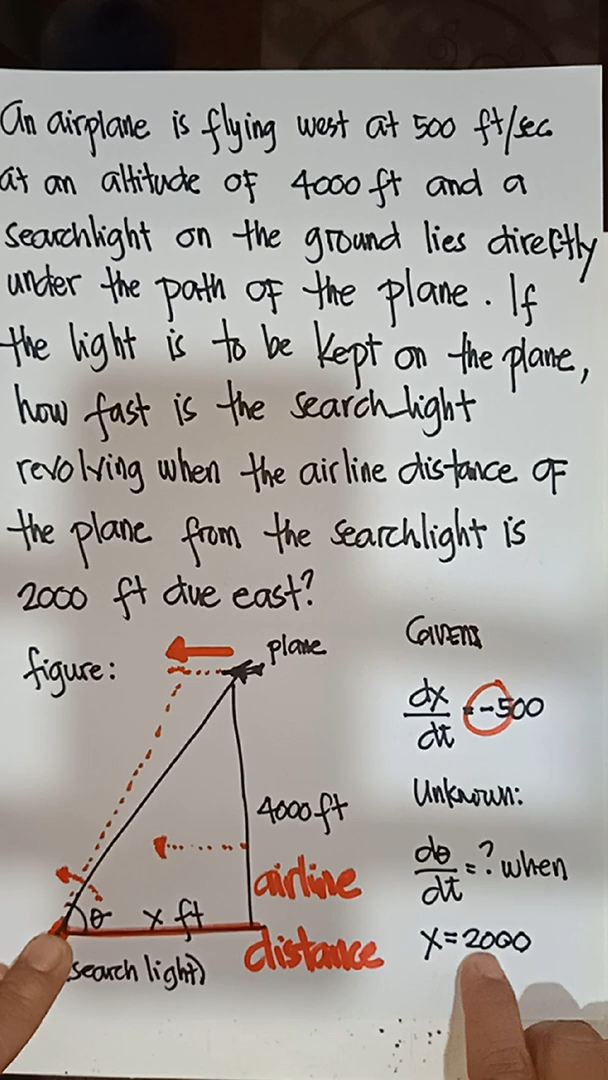 An airplane is flying west at 500 ft/sec
at an altitude of 4000 ft and a
searchlight on the ground lies directly
under the path of the plane. If
the light is to be kept on the plane,
how fast is the searchlight
revolving when the airline distance of
the plane from the searchlight is
2000 ft due east?
figure:
plane
4000 ft
airline
θ x ft
distance
(search light)
Given:
dx/dt = -500
Unknown:
dθ/dt = ? when
x = 2000